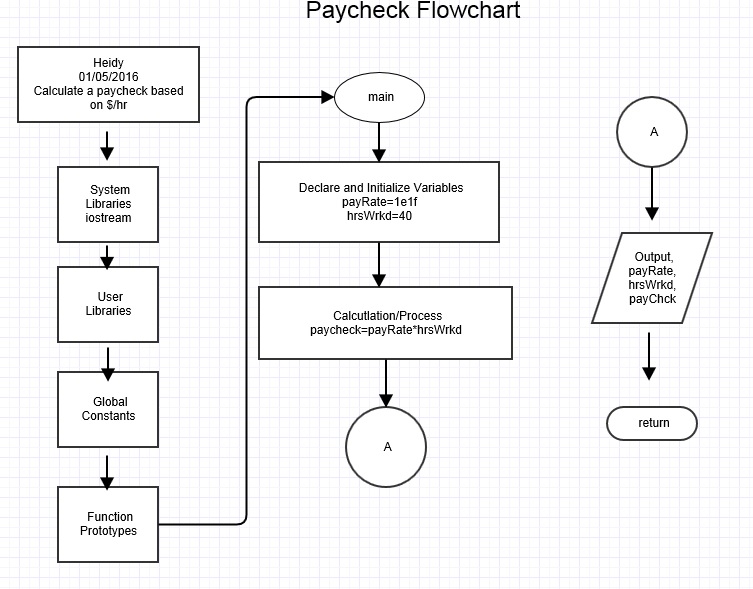 Paycheck Flowchart
Heidy
01/05/2016
Calculate a paycheck based
on $/hr
System
Libraries
iostream
User
Libraries
Global
Constants
Function
Prototypes
main
Declare and Initialize Variables
payRate=1e1f
hrsWrkd=40
Calcutlation/Process
paycheck=payRate*hrsWrkd
A
A
Output,
payRate,
hrsWrkd,
payChck
return